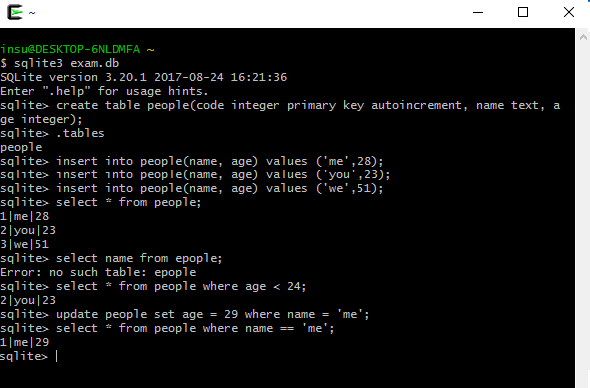 ~
insu@DESKTOP-6NLDMFA ~
$ sqlite3 exam.db
SQLite version 3.20.1 2017-08-24 16:21:36
Enter ".help" for usage hints.
sqlite> create table people(code integer primary key autoincrement, name text, a
ge integer);
sqlite> .tables
people
sqlite> insert into people(name, age) values ('me',28);
sqlite> insert into people(name, age) values ('you',23);
sqlite> insert into people(name, age) values ('we',51);
sqlite> select * from people;
1|me|28
2|you|23
3|we|51
sqlite> select name from epople;
Error: no such table: epople
sqlite> select * from people where age < 24;
2|you|23
sqlite> update people set age = 29 where name = 'me';
sqlite> select * from people where name == 'me';
1|me|29
sqlite>